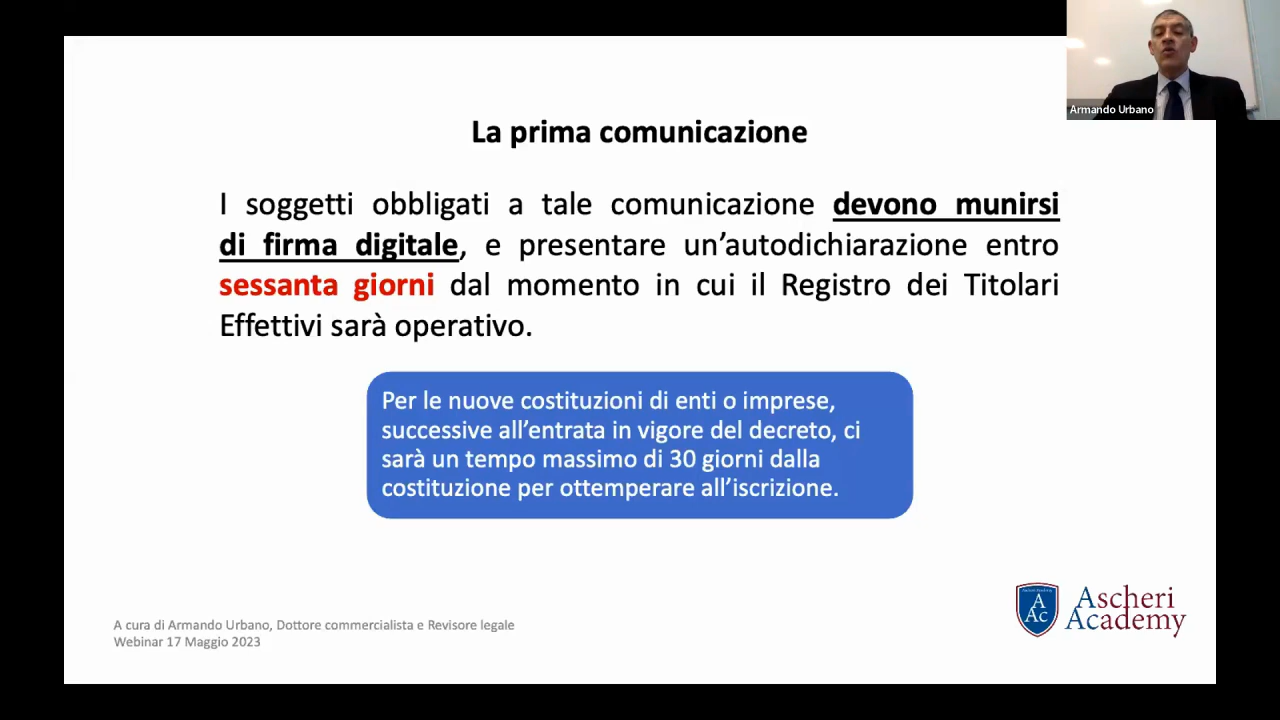 Armando Urbano
La prima comunicazione
I soggetti obbligati a tale comunicazione devono munirsi
di firma digitale, e presentare un’autodichiarazione entro
sessanta giorni dal momento in cui il Registro dei Titolari
Effettivi sarà operativo.
Per le nuove costituzioni di enti o imprese,
successive all’entrata in vigore del decreto, ci
sarà un tempo massimo di 30 giorni dalla
costituzione per ottemperare all’iscrizione.
A
Ac
Ascheri
Academy
A cura di Armando Urbano, Dottore commercialista e Revisore legale
Webinar 17 Maggio 2023